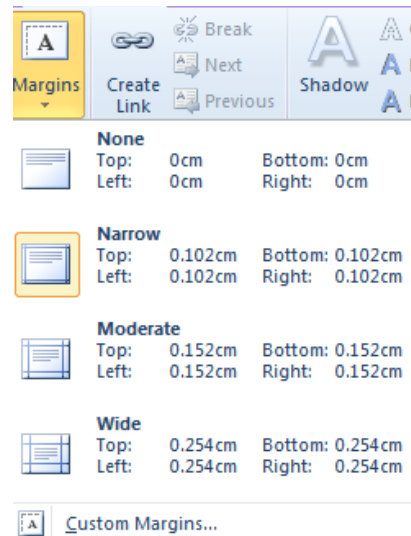 A
Margins
Create
Link
Break
Next
Previous
A
Shadow
A
A
A
None
Top: 0cm Bottom: 0cm
Left: 0cm Right: 0cm
Narrow
Top: 0.102cm Bottom: 0.102cm
Left: 0.102cm Right: 0.102cm
Moderate
Top: 0.152cm Bottom: 0.152cm
Left: 0.152cm Right: 0.152cm
Wide
Top: 0.254cm Bottom: 0.254cm
Left: 0.254cm Right: 0.254cm
A
Custom Margins...